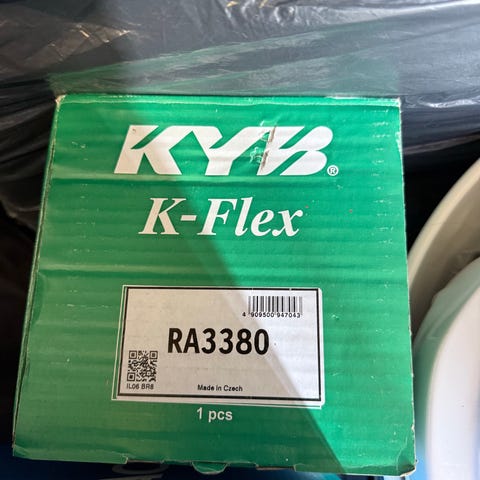 KYB®
K-Flex
4 909500 947043
RA3380
IL06 BR8
Made in Czech
1 pcs